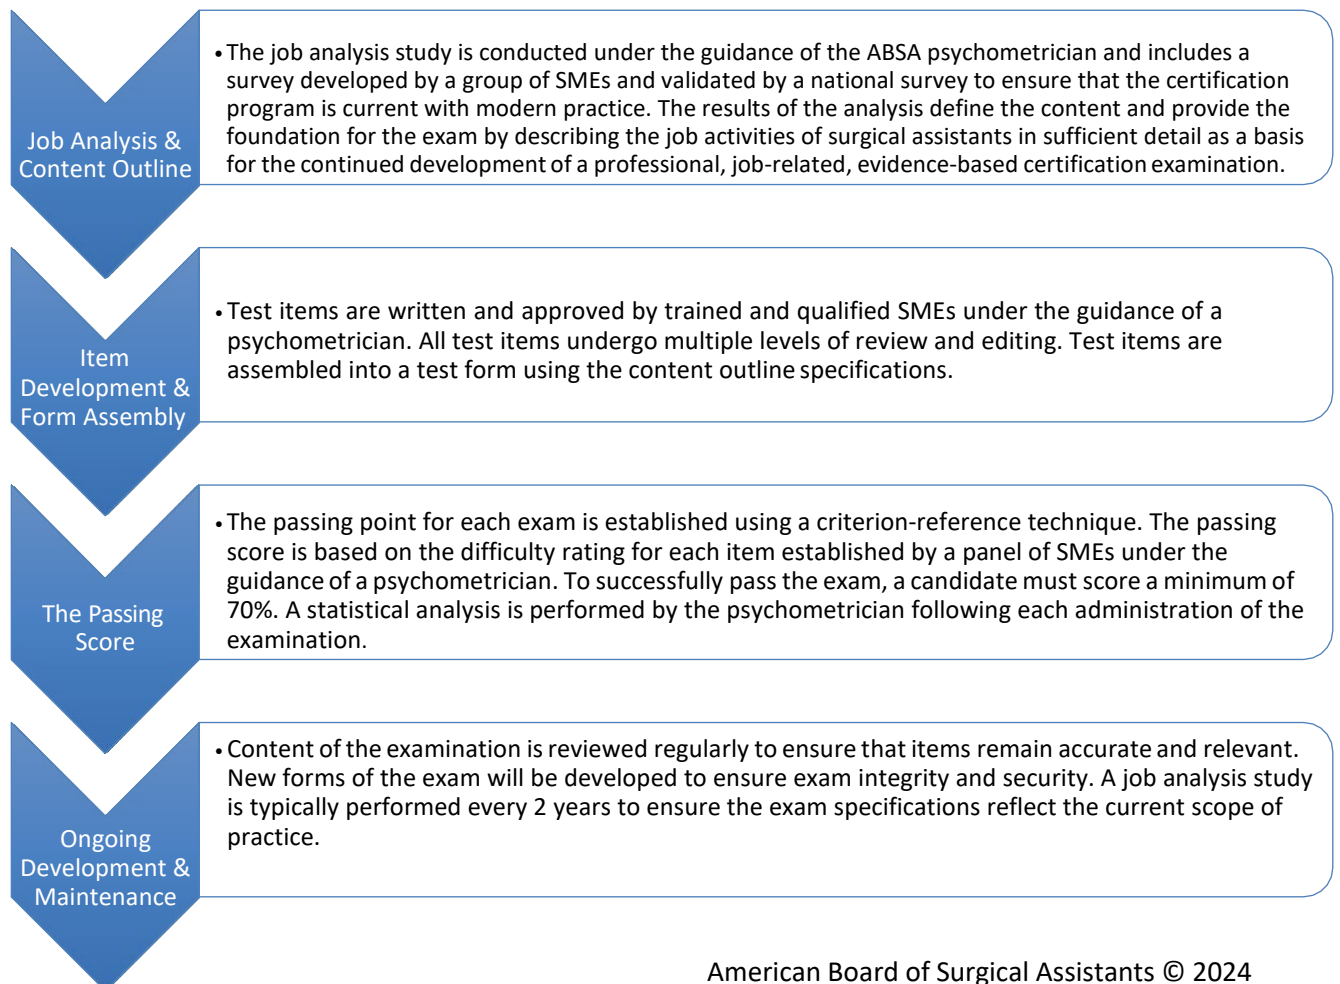 Job Analysis &
Content Outline
• The job analysis study is conducted under the guidance of the ABSA psychometrician and includes a
survey developed by a group of SMEs and validated by a national survey to ensure that the certification
program is current with modern practice. The results of the analysis define the content and provide the
foundation for the exam by describing the job activities of surgical assistants in sufficient detail as a basis
for the continued development of a professional, job-related, evidence-based certification examination.
Item
Development &
Form Assembly
• Test items are written and approved by trained and qualified SMEs under the guidance of a
psychometrician. All test items undergo multiple levels of review and editing. Test items are
assembled into a test form using the content outline specifications.
The Passing
Score
• The passing point for each exam is established using a criterion-reference technique. The passing
score is based on the difficulty rating for each item established by a panel of SMEs under the
guidance of a psychometrician. To successfully pass the exam, a candidate must score a minimum of
70%. A statistical analysis is performed by the psychometrician following each administration of the
examination.
Ongoing
Development &
Maintenance
• Content of the examination is reviewed regularly to ensure that items remain accurate and relevant.
New forms of the exam will be developed to ensure exam integrity and security. A job analysis study
is typically performed every 2 years to ensure the exam specifications reflect the current scope of
practice.
American Board of Surgical Assistants © 2024